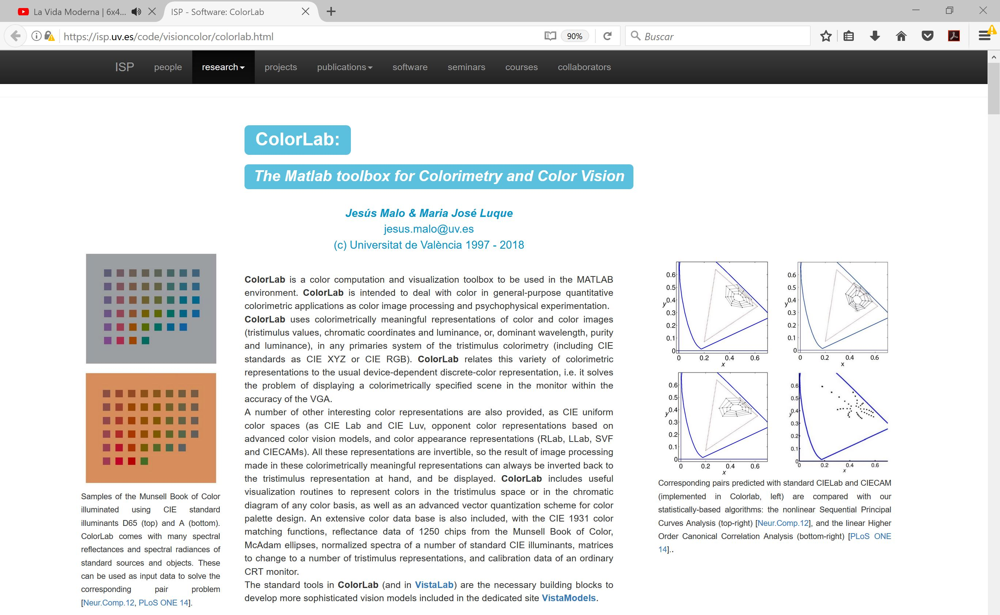 La Vida Moderna | 6x4...
ISP - Software: ColorLab
https://isp.uv.es/code/visioncolor/colorlab.html
90%
Buscar
ISP people research projects publications software seminars courses collaborators
ColorLab:
The Matlab toolbox for Colorimetry and Color Vision
Jesús Malo & Maria José Luque
jesus.malo@uv.es
(c) Universitat de València 1997 - 2018
Samples of the Munsell Book of Color
illuminated using CIE standard
illuminants D65 (top) and A (bottom).
ColorLab comes with many spectral
reflectances and spectral radiances of
standard sources and objects. These
can be used as input data to solve the
corresponding pair problem
[Neur.Comp.12, PLoS ONE 14].
ColorLab is a color computation and visualization toolbox to be used in the MATLAB
environment. ColorLab is intended to deal with color in general-purpose quantitative
colorimetric applications as color image processing and psychophysical experimentation.
ColorLab uses colorimetrically meaningful representations of color and color images
(tristimulus values, chromatic coordinates and luminance, or, dominant wavelength, purity
and luminance), in any primaries system of the tristimulus colorimetry (including CIE
standards as CIE XYZ or CIE RGB). ColorLab relates this variety of colorimetric
representations to the usual device-dependent discrete-color representation, i.e. it solves
the problem of displaying a colorimetrically specified scene in the monitor within the
accuracy of the VGA.
A number of other interesting color representations are also provided, as CIE uniform
color spaces (as CIE Lab and CIE Luv, opponent color representations based on
advanced color vision models, and color appearance representations (RLab, LLab, SVF
and CIECAMs). All these representations are invertible, so the result of image processing
made in these colorimetrically meaningful representations can always be inverted back to
the tristimulus representation at hand, and be displayed. ColorLab includes useful
visualization routines to represent colors in the tristimulus space or in the chromatic
diagram of any color basis, as well as an advanced vector quantization scheme for color
palette design. An extensive color data base is also included, with the CIE 1931 color
matching functions, reflectance data of 1250 chips from the Munsell Book of Color,
McAdam ellipses, normalized spectra of a number of standard CIE illuminants, matrices
to change to a number of tristimulus representations, and calibration data of an ordinary
CRT monitor.
The standard tools in ColorLab (and in VistaLab) are the necessary building blocks to
develop more sophisticated vision models included in the dedicated site VistaModels.
0.6
0.5
y 0.4
0.3
0.2
0.1
0
0 0.2 0.4 0.6
x
0.6
0.5
y 0.4
0.3
0.2
0.1
0
0 0.2 0.4 0.6
x
0.6
0.5
y 0.4
0.3
0.2
0.1
0
0 0.2 0.4 0.6
x
0.6
0.5
y 0.4
0.3
0.2
0.1
0
0 0.2 0.4 0.6
x
Corresponding pairs predicted with standard CIELab and CIECAM
(implemented in Colorlab, left) are compared with our
statistically-based algorithms: the nonlinear Sequential Principal
Curves Analysis (top-right) [Neur.Comp.12], and the linear Higher
Order Canonical Correlation Analysis (bottom-right) [PLoS ONE
14]..